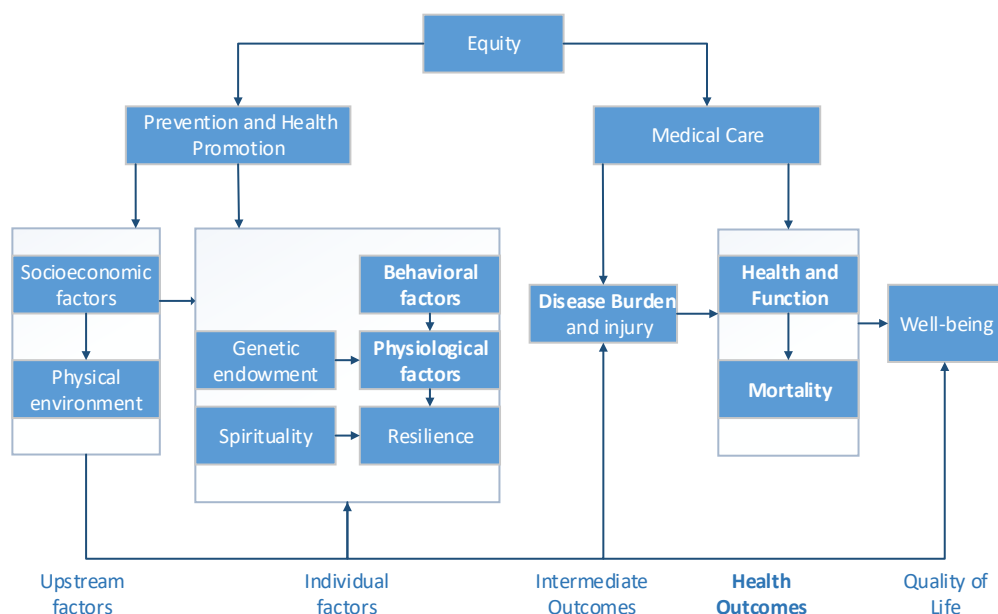 Equity
Prevention and Health
Promotion
Medical Care
Socioeconomic
factors
Physical
environment
Behavioral
factors
Genetic
endowment
Physiological
factors
Spirituality
Resilience
Disease Burden
and injury
Health and
Function
Mortality
Well-being
Upstream
factors
Individual
factors
Intermediate
Outcomes
Health
Outcomes
Quality of
Life